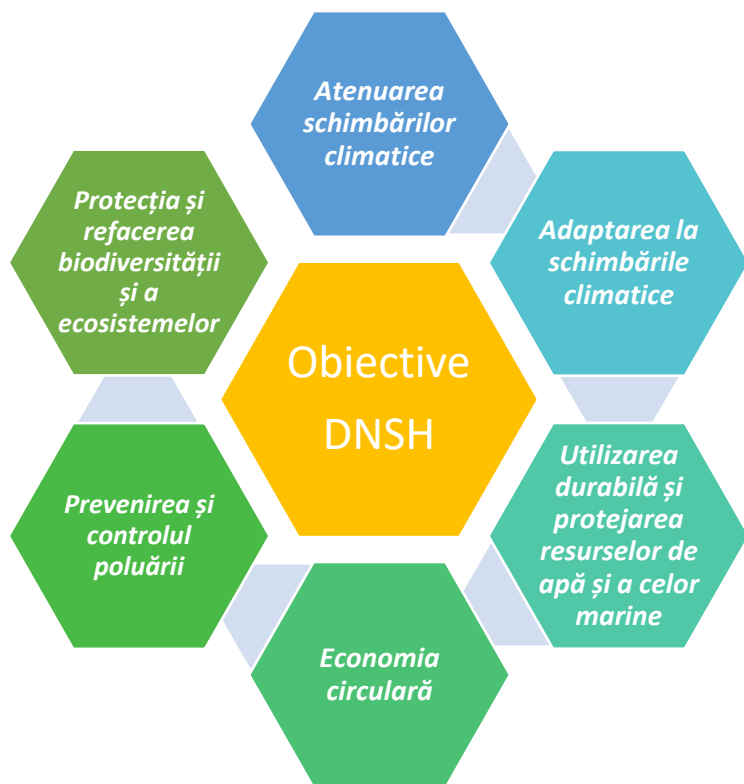 Atenuarea
schimbărilor
climatice
Adaptarea la
schimbările
climatice
Utilizarea
durabilă și
protejarea
resurselor de
apă și a celor
marine
Economia
circulară
Prevenirea și
controlul
poluării
Protecția și
refacerea
biodiversității
și a
ecosistemelor
Obiective
DNSH